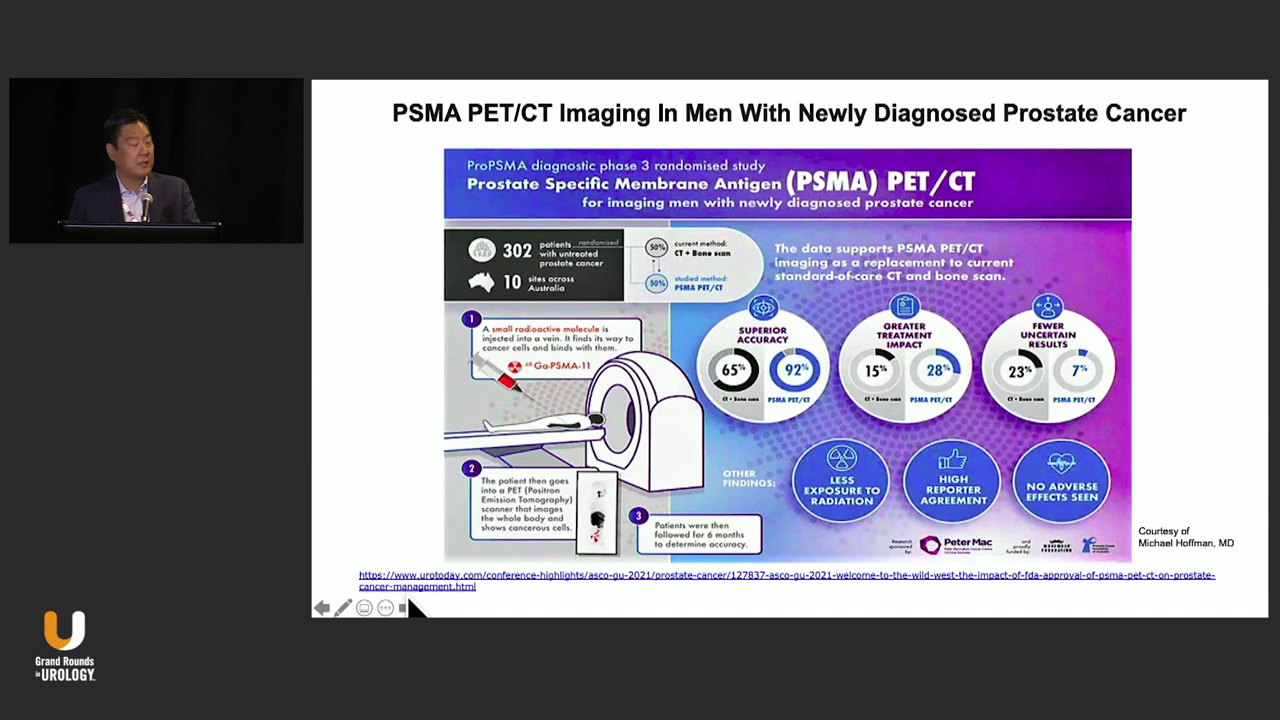 PSMA PET/CT Imaging In Men With Newly Diagnosed Prostate Cancer
ProPSMA diagnostic phase 3 randomised study
Prostate Specific Membrane Antigen (PSMA) PET/CT
for imaging men with newly diagnosed prostate cancer
302 patients
with untreated
prostate cancer
10 sites across
Australia
randomised
50%
current method:
CT + Bone scan
50%
studied method:
PSMA PET/CT
The data supports PSMA PET/CT
imaging as a replacement to current
standard-of-care CT and bone scan.
1
A small radioactive molecule is
injected into a vein. It finds its way to
cancer cells and binds with them.
68 Ga-PSMA-11
SUPERIOR
ACCURACY
65% 92%
CT + Bone scan PSMA PET/CT
GREATER
TREATMENT
IMPACT
15% 28%
CT + Bone scan PSMA PET/CT
FEWER
UNCERTAIN
RESULTS
23% 7%
CT + Bone scan PSMA PET/CT
2
The patient then goes
into a PET (Positron
Emission Tomography)
scanner that images
the whole body and
shows cancerous cells.
3
Patients were then
followed for 6 months
to determine accuracy.
OTHER
FINDINGS:
LESS
EXPOSURE TO
RADIATION
HIGH
REPORTER
AGREEMENT
NO ADVERSE
EFFECTS SEEN
Research
sponsored
by:
Peter Mac
and
proudly
funded by:
Courtesy of
Michael Hoffman, MD
https://www.urotoday.com/conference-highlights/asco-gu-2021/prostate-cancer/127837-asco-gu-2021-welcome-to-the-wild-west-the-impact-of-fda-approval-of-psma-pet-ct-on-prostate-
cancer-management.html
Grand Rounds
in UROLOGY